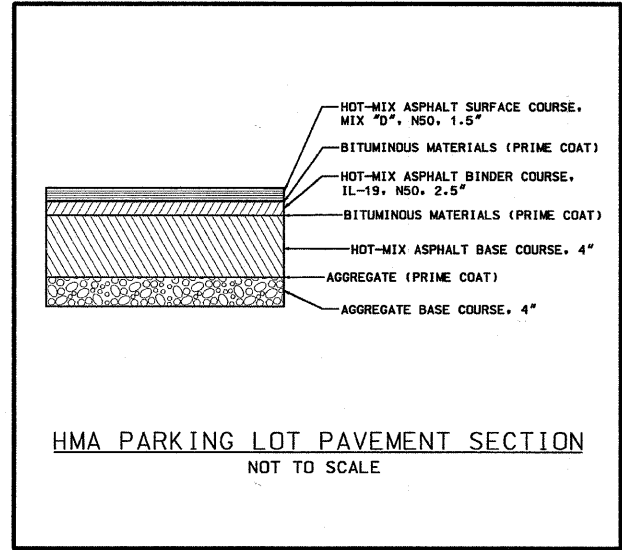 HOT-MIX ASPHALT SURFACE COURSE,
MIX "D", N50, 1.5"
BITUMINOUS MATERIALS (PRIME COAT)
HOT-MIX ASPHALT BINDER COURSE,
IL-19, N50, 2.5"
BITUMINOUS MATERIALS (PRIME COAT)
HOT-MIX ASPHALT BASE COURSE, 4"
AGGREGATE (PRIME COAT)
AGGREGATE BASE COURSE, 4"
HMA PARKING LOT PAVEMENT SECTION
NOT TO SCALE